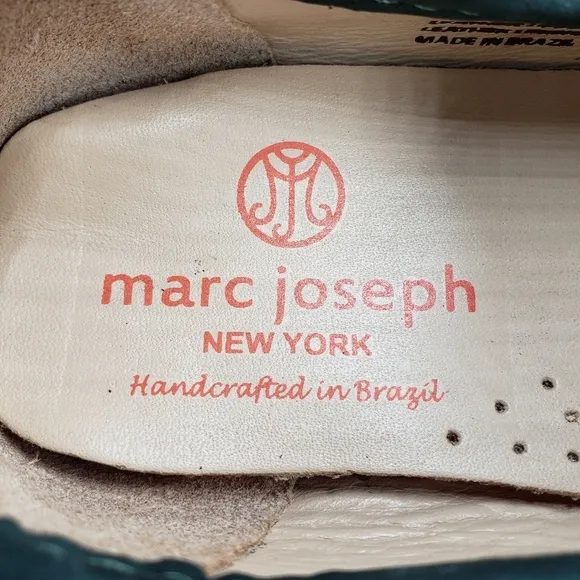 MADE IN BRAZIL
marc joseph
NEW YORK
Handcrafted in Brazil